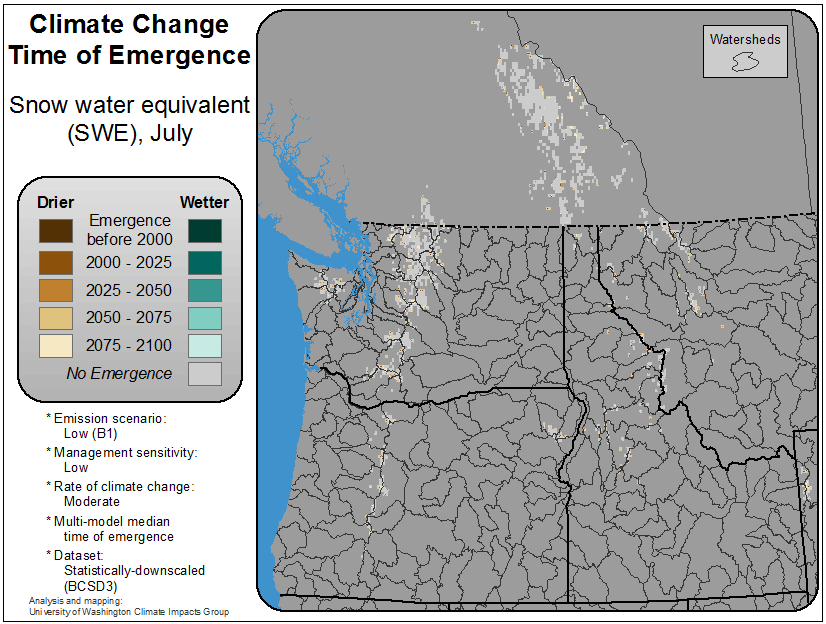 Climate Change
Time of Emergence
Snow water equivalent
(SWE), July
Drier
Wetter
Emergence
before 2000
2000 - 2025
2025 - 2050
2050 - 2075
2075 - 2100
No Emergence
* Emission scenario:
Low (B1)
* Management sensitivity:
Low
* Rate of climate change:
Moderate
* Multi-model median
time of emergence
* Dataset:
Statistically-downscaled
(BCSD3)
Analysis and mapping:
University of Washington Climate Impacts Group
Watersheds